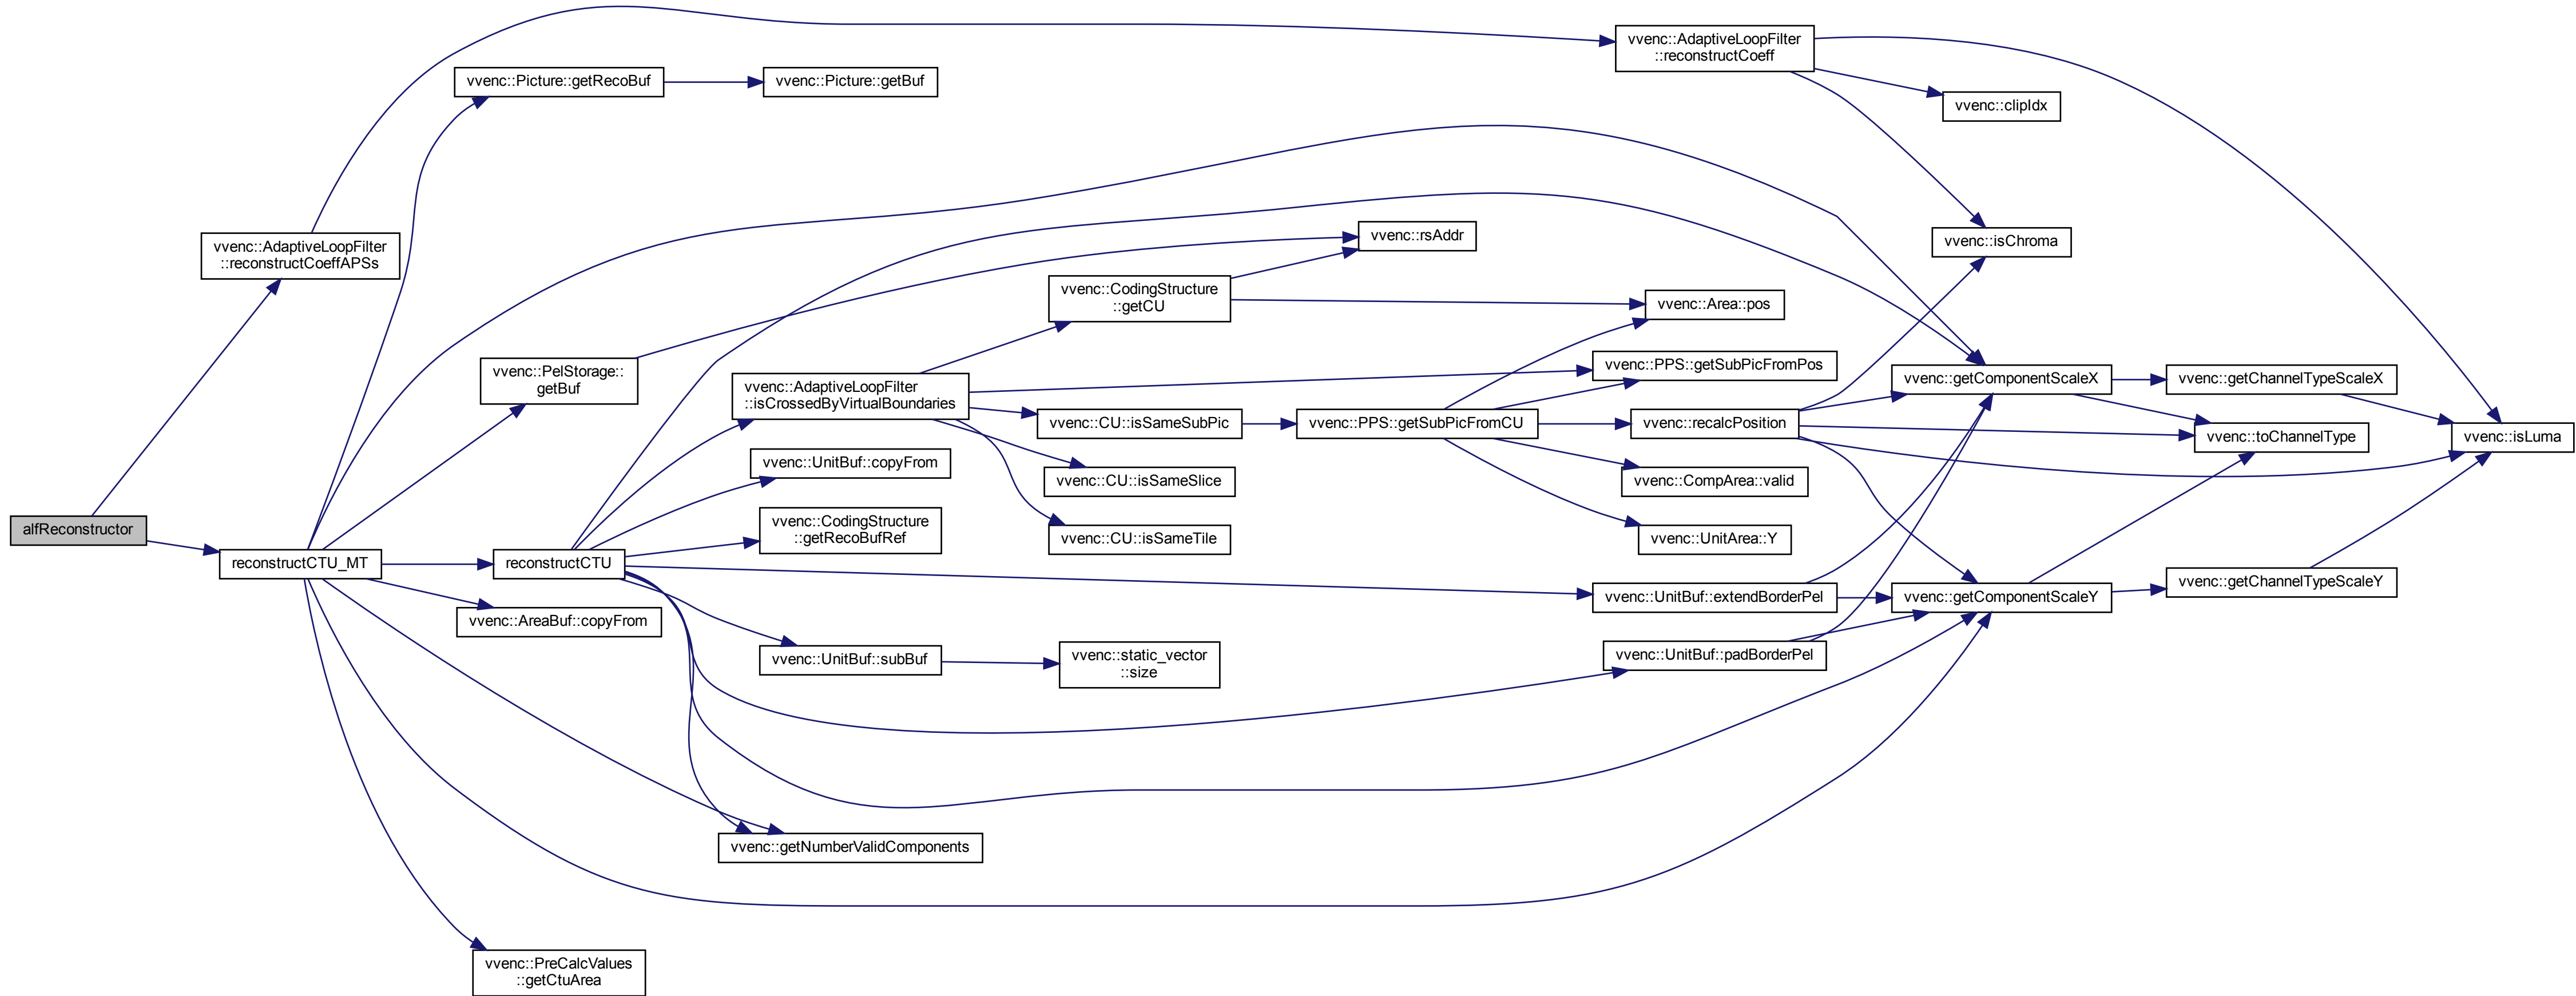 alfReconstructor
vvenc::AdaptiveLoopFilter
::reconstructCoeffAPSs
reconstructCTU_MT
vvenc::Picture::getRecoBuf
vvenc::PelStorage::
getBuf
reconstructCTU
vvenc::AreaBuf::copyFrom
vvenc::PreCalcValues
::getCtuArea
vvenc::Picture::getBuf
vvenc::AdaptiveLoopFilter
::isCrossedByVirtualBoundaries
vvenc::UnitBuf::copyFrom
vvenc::CodingStructure
::getRecoBufRef
vvenc::UnitBuf::subBuf
vvenc::getNumberValidComponents
vvenc::CodingStructure
::getCU
vvenc::CU::isSameSubPic
vvenc::CU::isSameSlice
vvenc::CU::isSameTile
vvenc::static_vector
::size
vvenc::rsAddr
vvenc::PPS::getSubPicFromCU
vvenc::AdaptiveLoopFilter
::reconstructCoeff
vvenc::Area::pos
vvenc::PPS::getSubPicFromPos
vvenc::recalcPosition
vvenc::CompArea::valid
vvenc::UnitArea::Y
vvenc::UnitBuf::extendBorderPel
vvenc::UnitBuf::padBorderPel
vvenc::clipIdx
vvenc::isChroma
vvenc::getComponentScaleX
vvenc::getComponentScaleY
vvenc::getChannelTypeScaleX
vvenc::toChannelType
vvenc::getChannelTypeScaleY
vvenc::isLuma